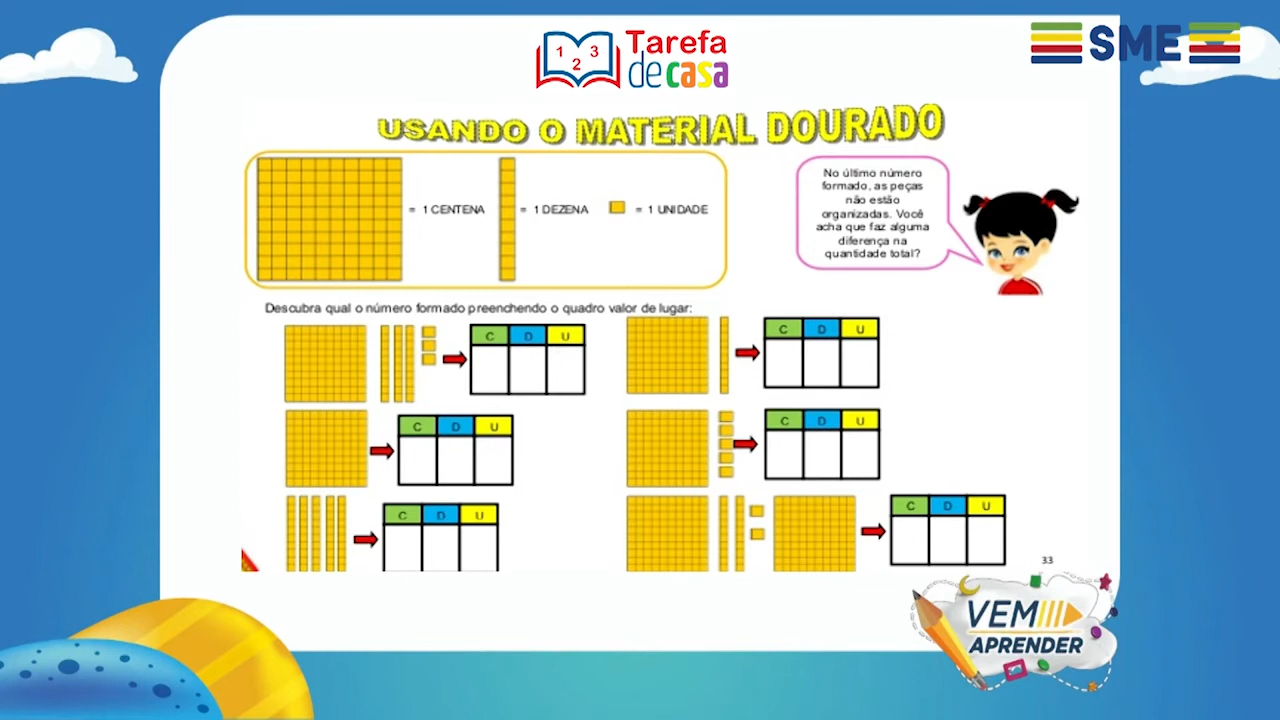 1 2 3
Tarefa
de casa
SME
USANDO O MATERIAL DOURADO
= 1 CENTENA
= 1 DEZENA
= 1 UNIDADE
No último número
formado, as peças
não estão
organizadas. Você
acha que faz alguma
diferença na
quantidade total?
Descubra qual o número formado preenchendo o quadro valor de lugar:
C D U
C D U
C D U
C D U
C D U
C D U
33
VEM
APRENDER